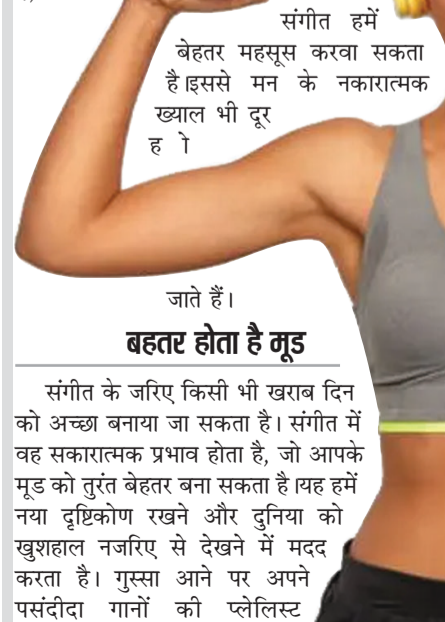 संगीत हमें
बेहतर महसूस करवा सकता
है।इससे मन के नकारात्मक
ख्याल भी दूर
ह ो
जाते हैं।
बहतर होता है मूड
संगीत के जरिए किसी भी खराब दिन
को अच्छा बनाया जा सकता है। संगीत में
वह सकारात्मक प्रभाव होता है, जो आपके
मूड को तुरंत बेहतर बना सकता है।यह हमें
नया दृष्टिकोण रखने और दुनिया को
खुशहाल नजरिए से देखने में मदद
करता है। गुस्सा आने पर अपने
पसंदीदा गानों की प्लेलिस्ट